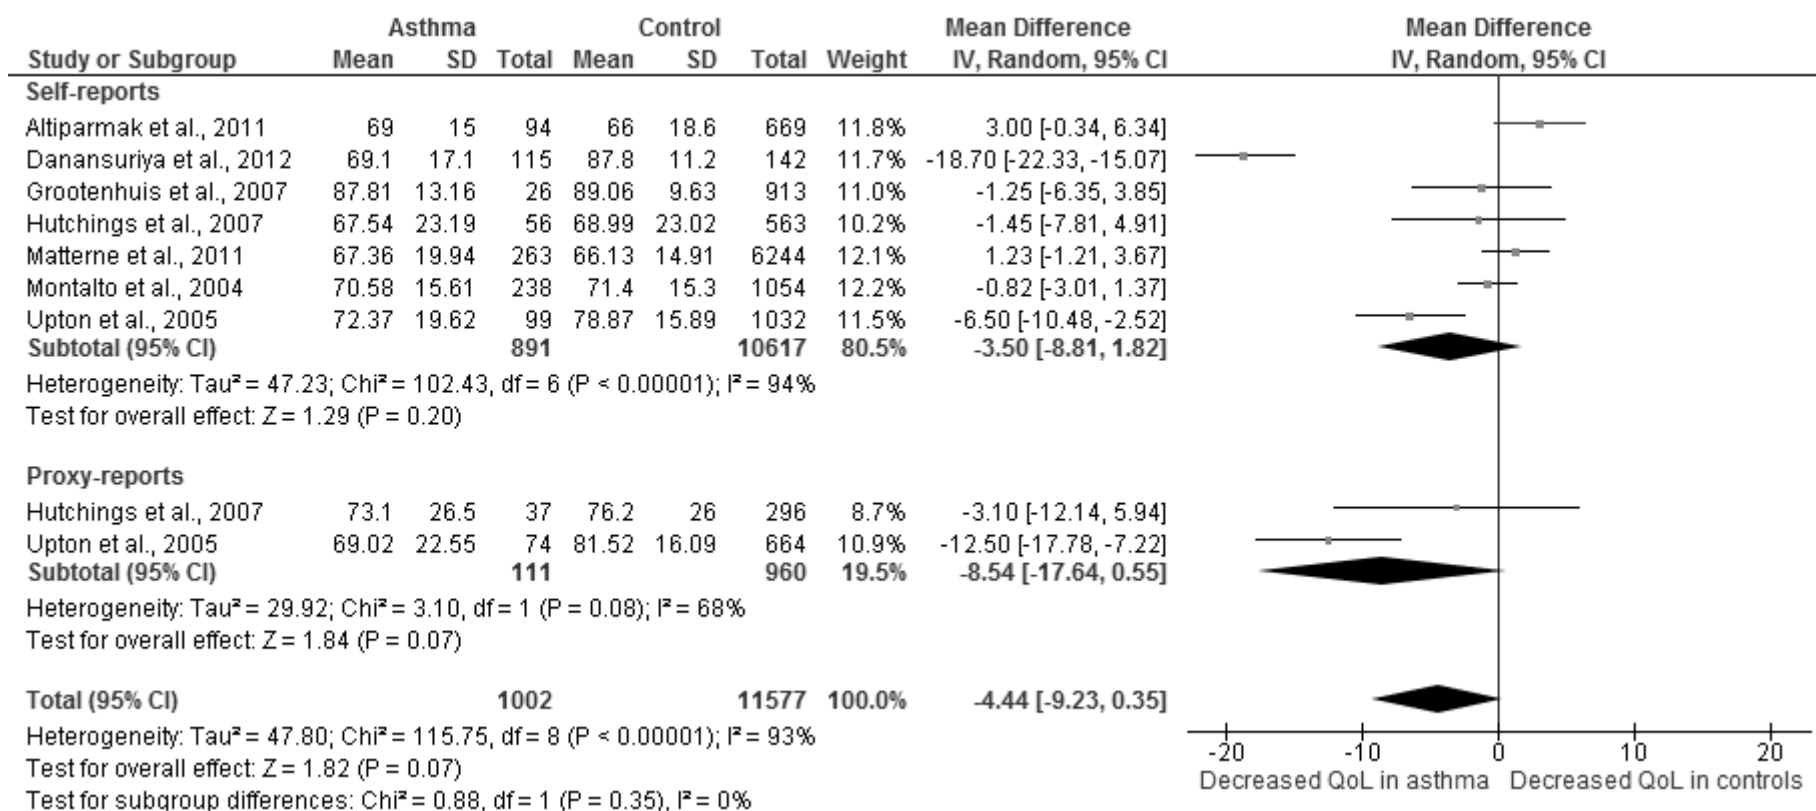 Asthma Control Mean Difference Mean Difference
Study or Subgroup Mean SD Total Mean SD Total Weight IV, Random, 95% CI IV, Random, 95% CI
Self-reports
Altiparmak et al., 2011 69 15 94 66 18.6 669 11.8% 3.00 [-0.34, 6.34]
Danansuriya et al., 2012 69.1 17.1 115 87.8 11.2 142 11.7% -18.70 [-22.33, -15.07]
Grootenhuis et al., 2007 87.81 13.16 26 89.06 9.63 913 11.0% -1.25 [-6.35, 3.85]
Hutchings et al., 2007 67.54 23.19 56 68.99 23.02 563 10.2% -1.45 [-7.81, 4.91]
Matterne et al., 2011 67.36 19.94 263 66.13 14.91 6244 12.1% 1.23 [-1.21, 3.67]
Montalto et al., 2004 70.58 15.61 238 71.4 15.3 1054 12.2% -0.82 [-3.01, 1.37]
Upton et al., 2005 72.37 19.62 99 78.87 15.89 1032 11.5% -6.50 [-10.48, -2.52]
Subtotal (95% CI) 891 10617 80.5% -3.50 [-8.81, 1.82]
Heterogeneity: Tau² = 47.23; Chi² = 102.43, df = 6 (P < 0.00001); I² = 94%
Test for overall effect: Z = 1.29 (P = 0.20)
Proxy-reports
Hutchings et al., 2007 73.1 26.5 37 76.2 26 296 8.7% -3.10 [-12.14, 5.94]
Upton et al., 2005 69.02 22.55 74 81.52 16.09 664 10.9% -12.50 [-17.78, -7.22]
Subtotal (95% CI) 111 960 19.5% -8.54 [-17.64, 0.55]
Heterogeneity: Tau² = 29.92; Chi² = 3.10, df = 1 (P = 0.08); I² = 68%
Test for overall effect: Z = 1.84 (P = 0.07)
Total (95% CI) 1002 11577 100.0% -4.44 [-9.23, 0.35]
Heterogeneity: Tau² = 47.80; Chi² = 115.75, df = 8 (P < 0.00001); I² = 93%
Test for overall effect: Z = 1.82 (P = 0.07)
Test for subgroup differences: Chi² = 0.88, df = 1 (P = 0.35), I² = 0%
-20 -10 0 10 20
Decreased QoL in asthma Decreased QoL in controls